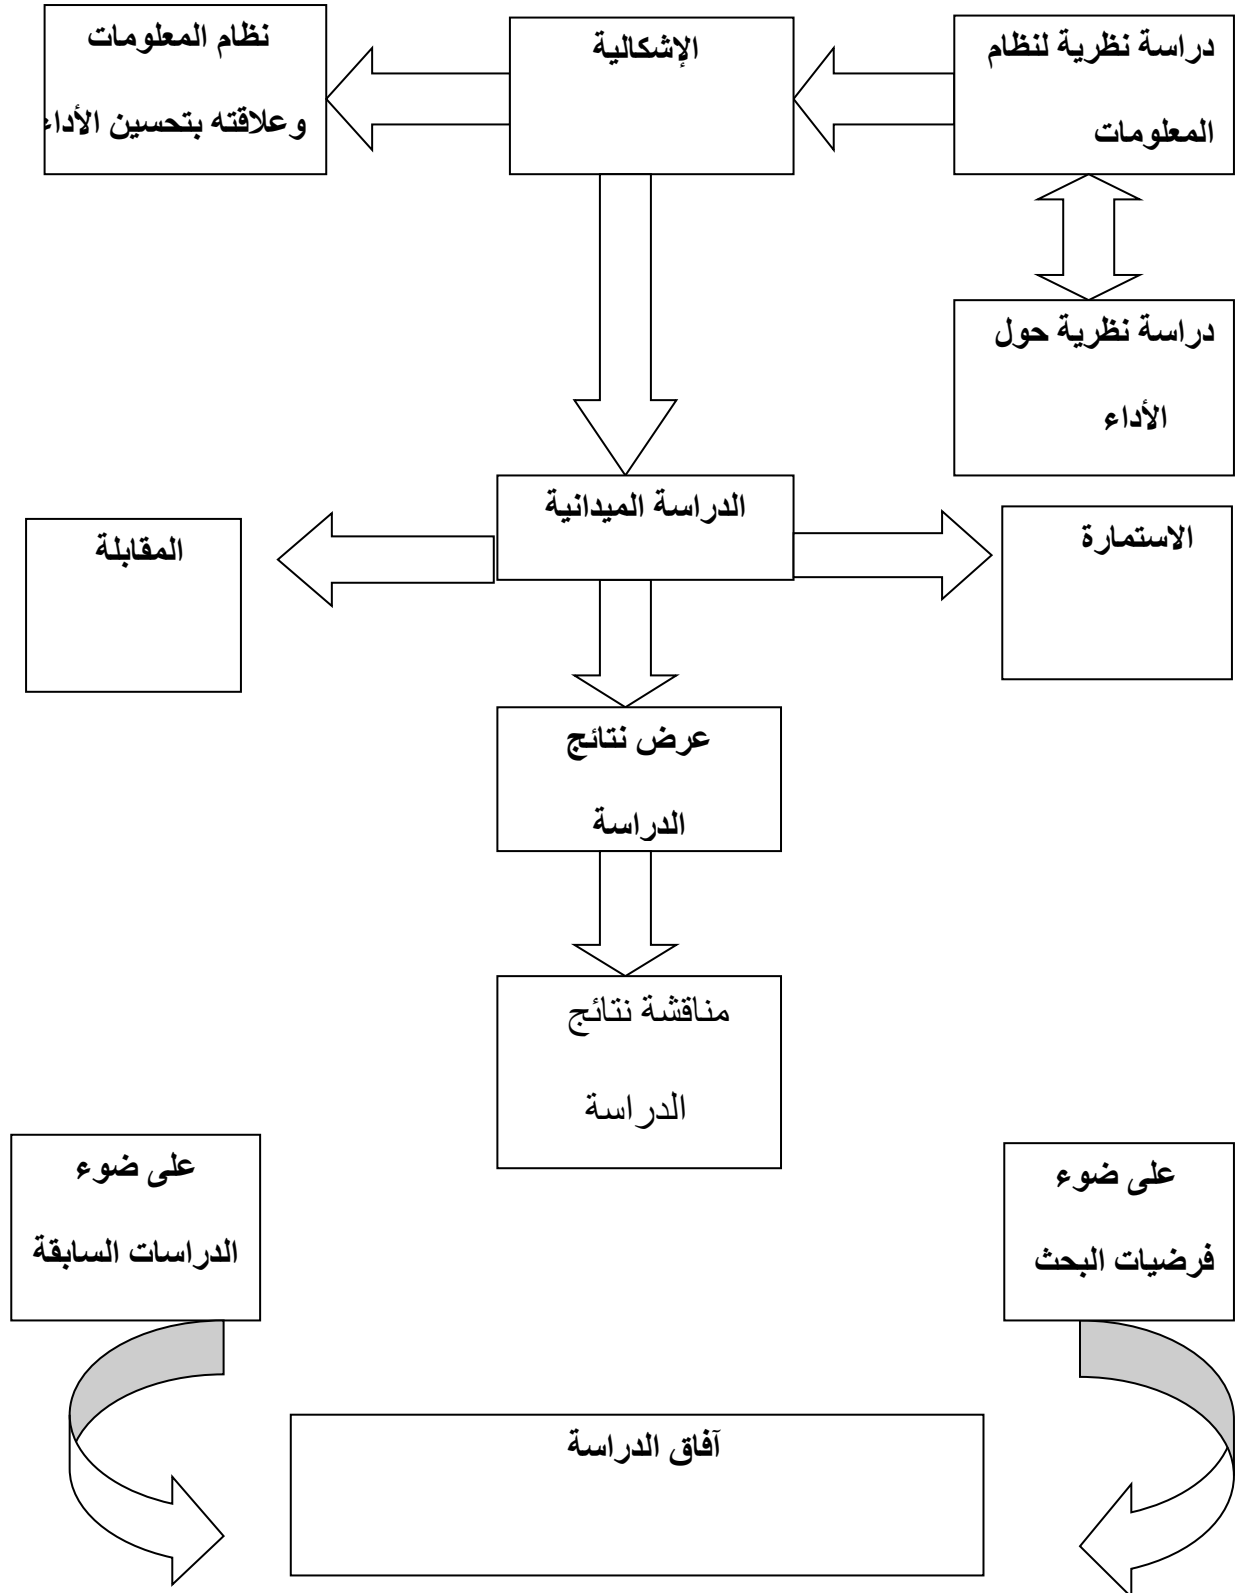 دراسة نظرية لنظام
المعلومات
الإشكالية
نظام المعلومات
وعلاقته بتحسين الأداء
دراسة نظرية حول
الأداء
الدراسة الميدانية
الاستمارة
المقابلة
عرض نتائج
الدراسة
مناقشة نتائج
الدراسة
على ضوء
فرضيات البحث
على ضوء
الدراسات السابقة
آفاق الدراسة